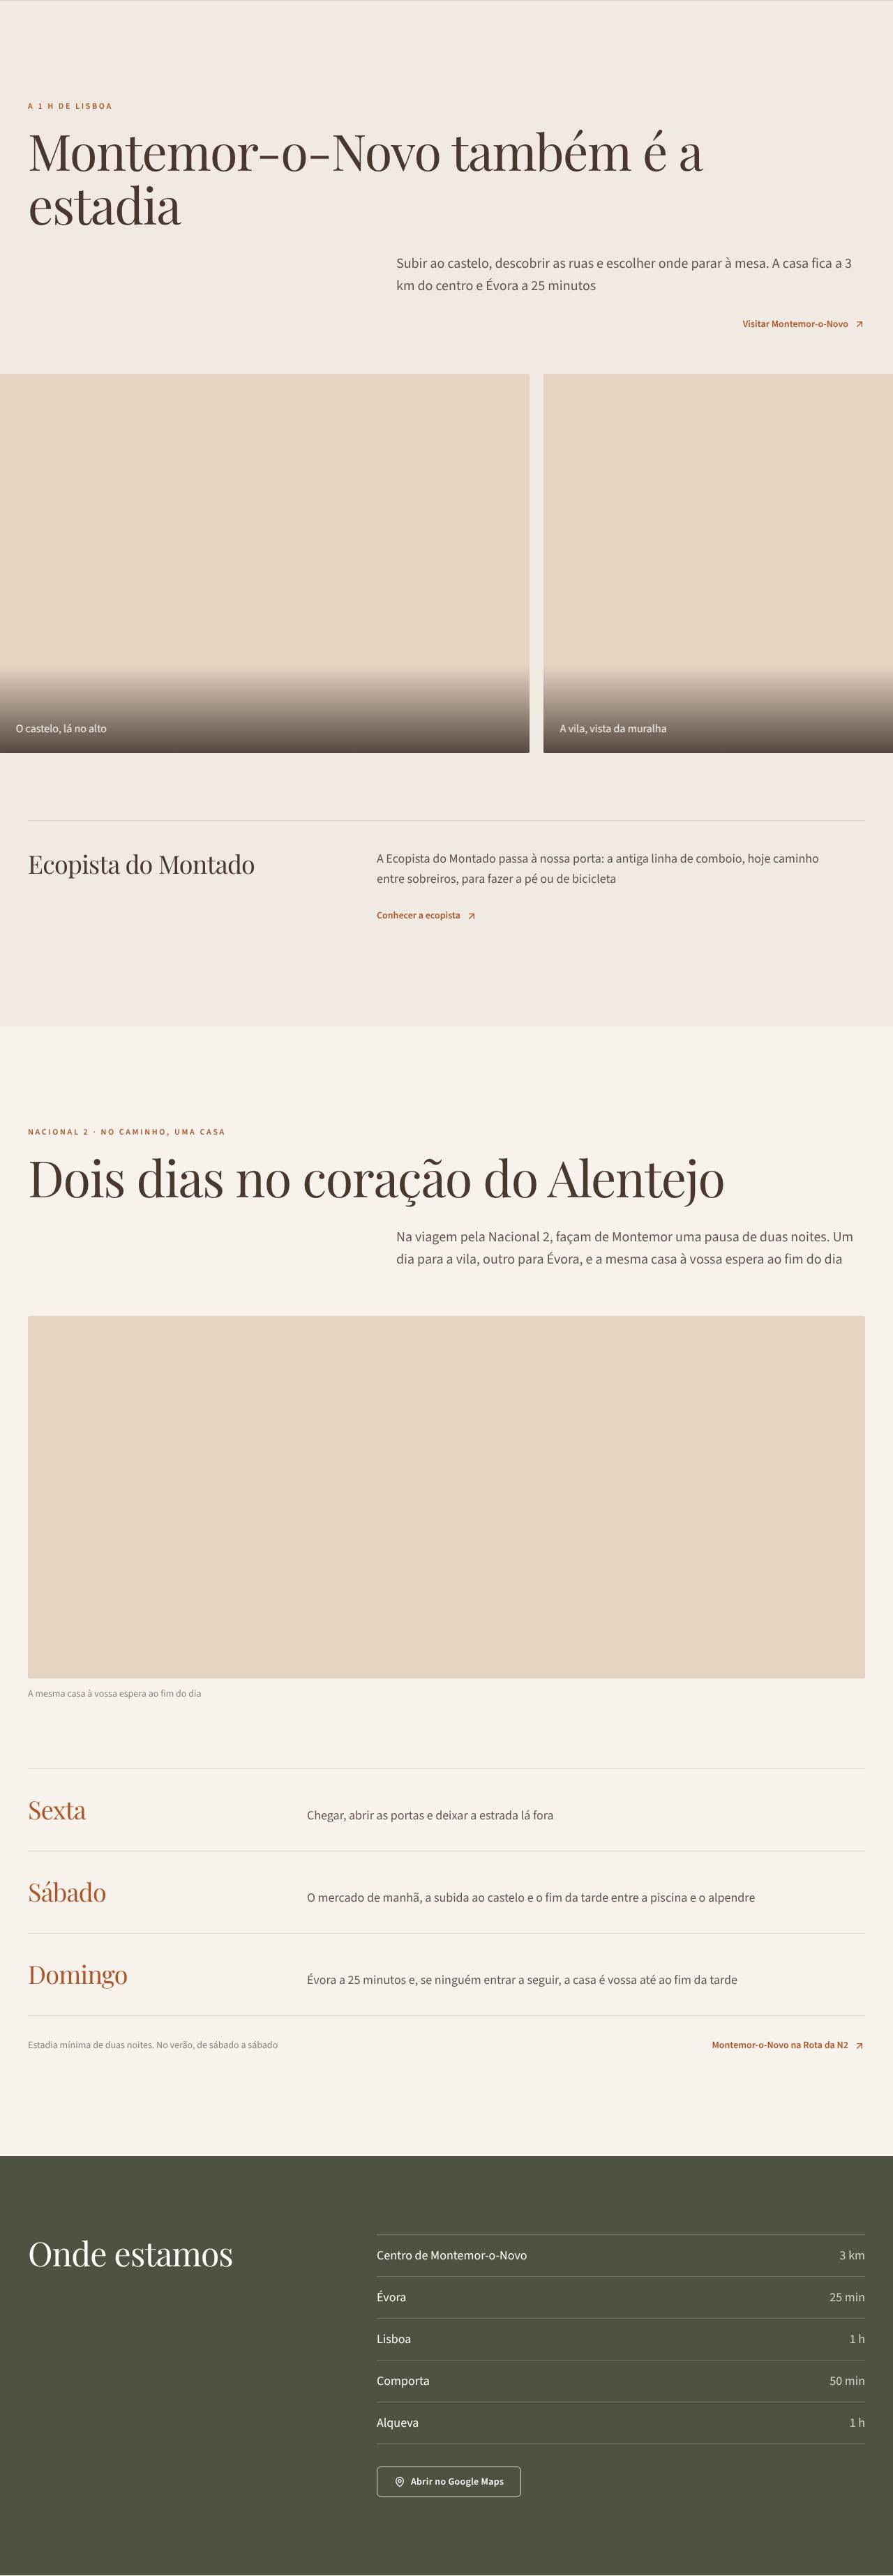 A 1 H DE LISBOA
Montemor-o-Novo também é a
estadia
Subir ao castelo, descobrir as ruas e escolher onde parar à mesa. A casa fica a 3
km do centro e Évora a 25 minutos
Visitar Montemor-o-Novo
O castelo, lá no alto
A vila, vista da muralha
Ecopista do Montado
A Ecopista do Montado passa à nossa porta: a antiga linha de comboio, hoje caminho
entre sobreiros, para fazer a pé ou de bicicleta
Conhecer a ecopista
NACIONAL 2 · NO CAMINHO, UMA CASA
Dois dias no coração do Alentejo
Na viagem pela Nacional 2, façam de Montemor uma pausa de duas noites. Um
dia para a vila, outro para Évora, e a mesma casa à vossa espera ao fim do dia
A mesma casa à vossa espera ao fim do dia
Sexta
Chegar, abrir as portas e deixar a estrada lá fora
Sábado
O mercado de manhã, a subida ao castelo e o fim da tarde entre a piscina e o alpendre
Domingo
Évora a 25 minutos e, se ninguém entrar a seguir, a casa é vossa até ao fim da tarde
Estadia mínima de duas noites. No verão, de sábado a sábado
Montemor-o-Novo na Rota da N2
Onde estamos
Centro de Montemor-o-Novo 3 km
Évora 25 min
Lisboa 1 h
Comporta 50 min
Alqueva 1 h
Abrir no Google Maps